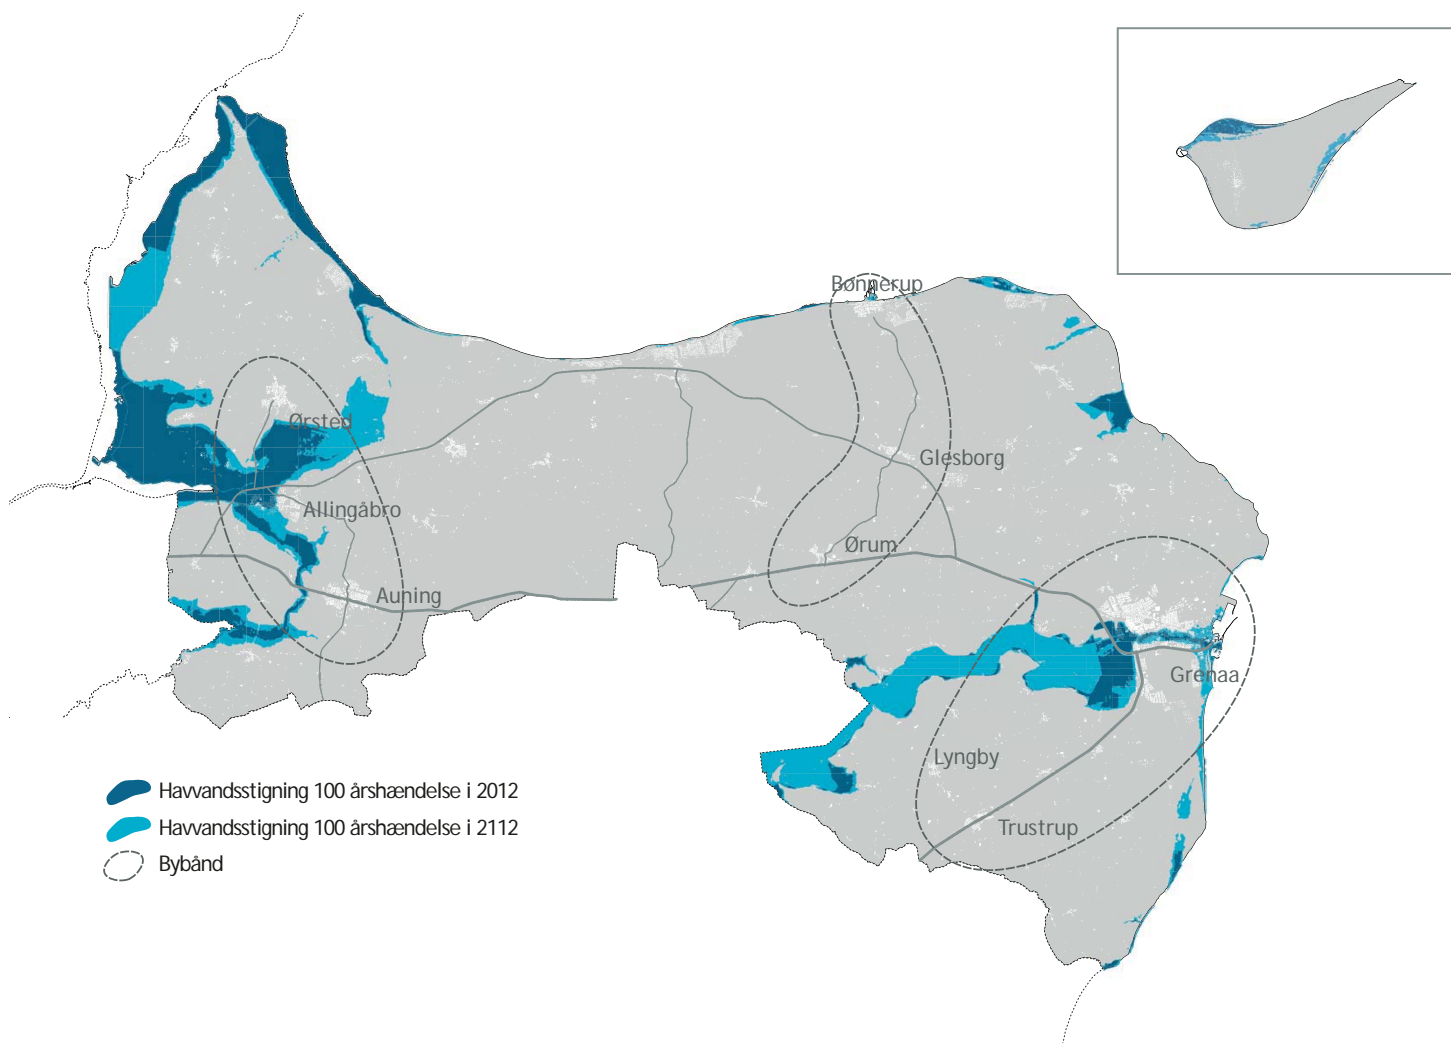 Bønnerup
Ørsted
Glesborg
Allingåbro
Ørum
Auning
Grenaa
Lyngby
Trustrup
Havvandsstigning 100 årshændelse i 2012
Havvandsstigning 100 årshændelse i 2112
Bybånd